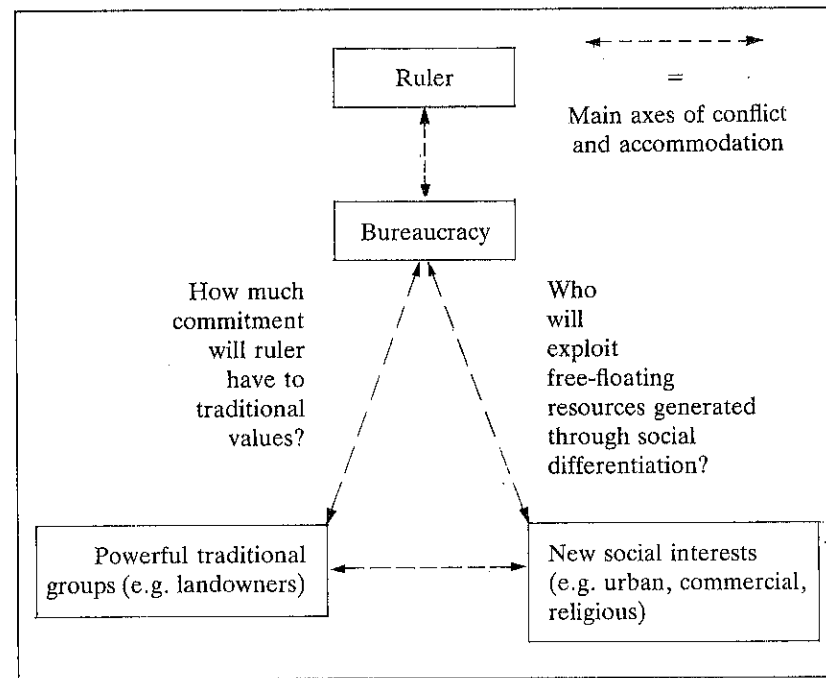 Ruler
=
Main axes of conflict
and accommodation
Bureaucracy
How much
commitment
will ruler
have to
traditional
values?
Who
will
exploit
free-floating
resources generated
through social
differentiation?
Powerful traditional
groups (e.g. landowners)
New social interests
(e.g. urban, commercial,
religious)